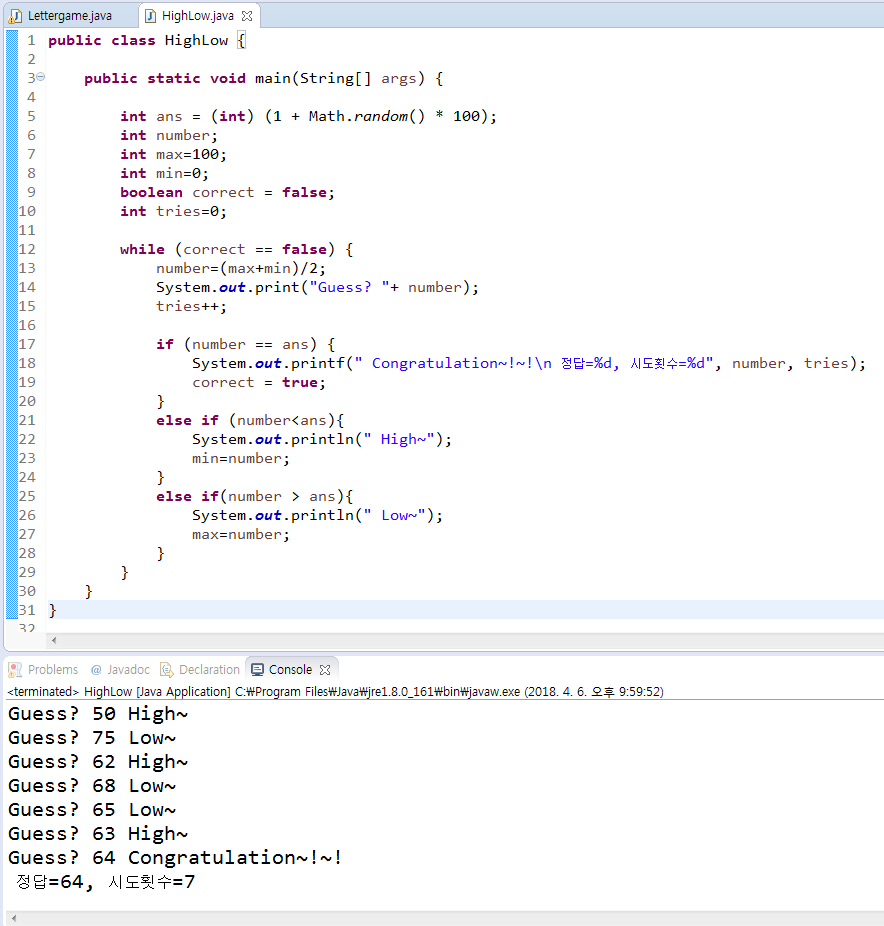 Lettergame.java HighLow.java
1 public class HighLow {
2
3 public static void main(String[] args) {
4
5 int ans = (int) (1 + Math.random() * 100);
6 int number;
7 int max=100;
8 int min=0;
9 boolean correct = false;
10 int tries=0;
11
12 while (correct == false) {
13 number=(max+min)/2;
14 System.out.print("Guess? "+ number);
15 tries++;
16
17 if (number == ans) {
18 System.out.printf(" Congratulation~!~!\n 정답=%d, 시도횟수=%d", number, tries);
19 correct = true;
20 }
21 else if (number<ans){
22 System.out.println(" High~");
23 min=number;
24 }
25 else if(number > ans){
26 System.out.println(" Low~");
27 max=number;
28 }
29 }
30 }
31 }
32
Problems @ Javadoc Declaration Console
<terminated> HighLow [Java Application] C:₩Program Files₩Java₩jre1.8.0_161₩bin₩javaw.exe (2018. 4. 6. 오후 9:59:52)
Guess? 50 High~
Guess? 75 Low~
Guess? 62 High~
Guess? 68 Low~
Guess? 65 Low~
Guess? 63 High~
Guess? 64 Congratulation~!~!
정답=64, 시도횟수=7